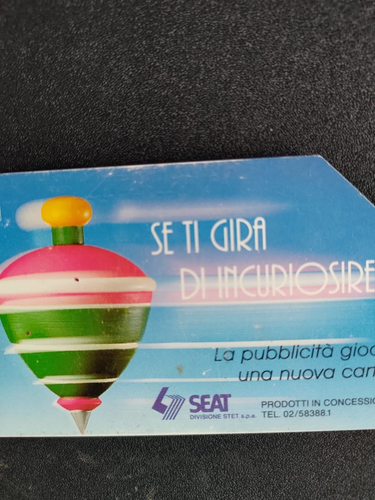 SE TI GIRA
DI INCURIOSIRE
La pubblicità gioc
una nuova car
SEAT
DIVISIONE STET s.p.a.
PRODOTTI IN CONCESSIO
TEL. 02/58388.1